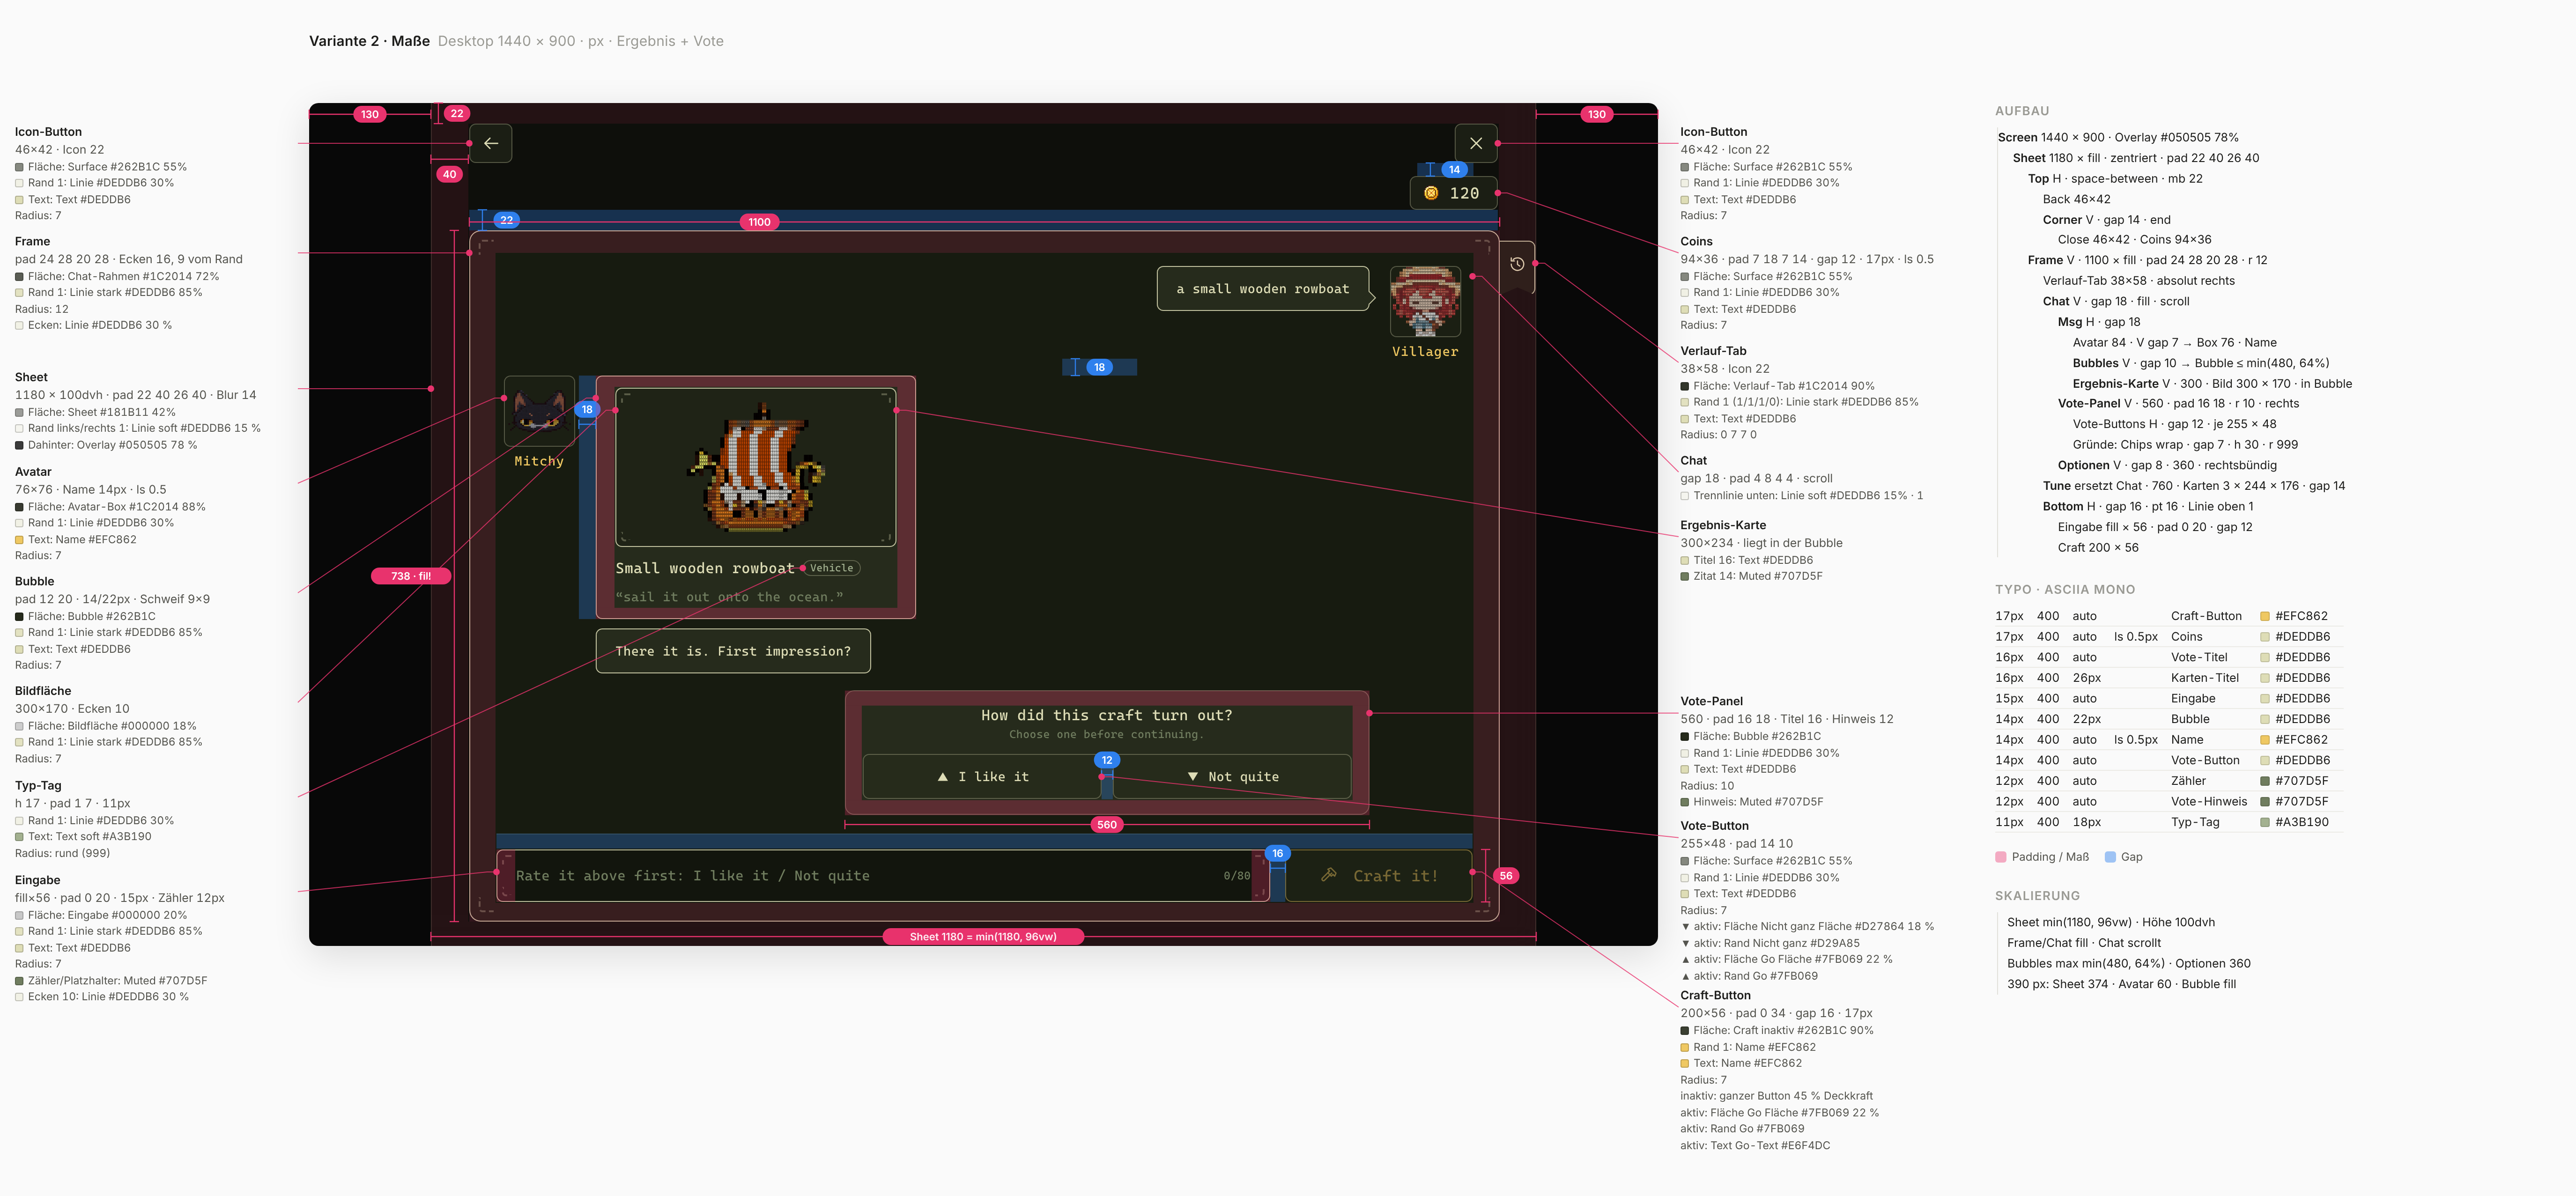 Variante 2 · Maße Desktop 1440 × 900 · px · Ergebnis + Vote
Icon-Button
46×42 · Icon 22
Fläche: Surface #262B1C 55%
Rand 1: Linie #DEDDB6 30%
Text: Text #DEDDB6
Radius: 7
Frame
pad 24 28 20 28 · Ecken 16, 9 vom Rand
Fläche: Chat-Rahmen #1C2014 72%
Rand 1: Linie stark #DEDDB6 85%
Radius: 12
Ecken: Linie #DEDDB6 30 %
Sheet
1180 × 100dvh · pad 22 40 26 40 · Blur 14
Fläche: Sheet #181B11 42%
Rand links/rechts 1: Linie soft #DEDDB6 15 %
Dahinter: Overlay #050505 78 %
Avatar
76×76 · Name 14px · ls 0.5
Fläche: Avatar-Box #1C2014 88%
Rand 1: Linie #DEDDB6 30%
Text: Name #EFC862
Radius: 7
Bubble
pad 12 20 · 14/22px · Schweif 9×9
Fläche: Bubble #262B1C
Rand 1: Linie stark #DEDDB6 85%
Text: Text #DEDDB6
Radius: 7
Bildfläche
300×170 · Ecken 10
Fläche: Bildfläche #000000 18%
Rand 1: Linie stark #DEDDB6 85%
Radius: 7
Typ-Tag
h 17 · pad 1 7 · 11px
Rand 1: Linie #DEDDB6 30%
Text: Text soft #A3B190
Radius: rund (999)
Eingabe
fill×56 · pad 0 20 · 15px · Zähler 12px
Fläche: Eingabe #000000 20%
Rand 1: Linie stark #DEDDB6 85%
Text: Text #DEDDB6
Radius: 7
Zähler/Platzhalter: Muted #707D5F
Ecken 10: Linie #DEDDB6 30 %
130
22
130
40
14
120
22
1100
a small wooden rowboat
Villager
18
18
Mitchy
738 · fill
Small wooden rowboat Vehicle
“sail it out onto the ocean.”
There it is. First impression?
How did this craft turn out?
Choose one before continuing.
12
▲ I like it
▼ Not quite
560
16
Rate it above first: I like it / Not quite
0/80
Craft it!
56
Sheet 1180 = min(1180, 96vw)
Icon-Button
46×42 · Icon 22
Fläche: Surface #262B1C 55%
Rand 1: Linie #DEDDB6 30%
Text: Text #DEDDB6
Radius: 7
Coins
94×36 · pad 7 18 7 14 · gap 12 · 17px · ls 0.5
Fläche: Surface #262B1C 55%
Rand 1: Linie #DEDDB6 30%
Text: Text #DEDDB6
Radius: 7
Verlauf-Tab
38×58 · Icon 22
Fläche: Verlauf-Tab #1C2014 90%
Rand 1 (1/1/1/0): Linie stark #DEDDB6 85%
Text: Text #DEDDB6
Radius: 0 7 7 0
Chat
gap 18 · pad 4 8 4 4 · scroll
Trennlinie unten: Linie soft #DEDDB6 15% · 1
Ergebnis-Karte
300×234 · liegt in der Bubble
Titel 16: Text #DEDDB6
Zitat 14: Muted #707D5F
Vote-Panel
560 · pad 16 18 · Titel 16 · Hinweis 12
Fläche: Bubble #262B1C
Rand 1: Linie #DEDDB6 30%
Text: Text #DEDDB6
Radius: 10
Hinweis: Muted #707D5F
Vote-Button
255×48 · pad 14 10
Fläche: Surface #262B1C 55%
Rand 1: Linie #DEDDB6 30%
Text: Text #DEDDB6
Radius: 7
▼ aktiv: Fläche Nicht ganz Fläche #D27864 18 %
▼ aktiv: Rand Nicht ganz #D29A85
▲ aktiv: Fläche Go Fläche #7FB069 22 %
▲ aktiv: Rand Go #7FB069
Craft-Button
200×56 · pad 0 34 · gap 16 · 17px
Fläche: Craft inaktiv #262B1C 90%
Rand 1: Name #EFC862
Text: Name #EFC862
Radius: 7
inaktiv: ganzer Button 45 % Deckkraft
aktiv: Fläche Go Fläche #7FB069 22 %
aktiv: Rand Go #7FB069
aktiv: Text Go-Text #E6F4DC
AUFBAU
Screen 1440 × 900 · Overlay #050505 78%
Sheet 1180 × fill · zentriert · pad 22 40 26 40
Top H · space-between · mb 22
Back 46×42
Corner V · gap 14 · end
Close 46×42 · Coins 94×36
Frame V · 1100 × fill · pad 24 28 20 28 · r 12
Verlauf-Tab 38×58 · absolut rechts
Chat V · gap 18 · fill · scroll
Msg H · gap 18
Avatar 84 · V gap 7 → Box 76 · Name
Bubbles V · gap 10 → Bubble ≤ min(480, 64%)
Ergebnis-Karte V · 300 · Bild 300 × 170 · in Bubble
Vote-Panel V · 560 · pad 16 18 · r 10 · rechts
Vote-Buttons H · gap 12 · je 255 × 48
Gründe: Chips wrap · gap 7 · h 30 · r 999
Optionen V · gap 8 · 360 · rechtsbündig
Tune ersetzt Chat · 760 · Karten 3 × 244 × 176 · gap 14
Bottom H · gap 16 · pt 16 · Linie oben 1
Eingabe fill × 56 · pad 0 20 · gap 12
Craft 200 × 56
TYPO · ASCIIA MONO
17px 400 auto Craft-Button #EFC862
17px 400 auto ls 0.5px Coins #DEDDB6
16px 400 auto Vote-Titel #DEDDB6
16px 400 26px Karten-Titel #DEDDB6
15px 400 auto Eingabe #DEDDB6
14px 400 22px Bubble #DEDDB6
14px 400 auto ls 0.5px Name #EFC862
14px 400 auto Vote-Button #DEDDB6
12px 400 auto Zähler #707D5F
12px 400 auto Vote-Hinweis #707D5F
11px 400 18px Typ-Tag #A3B190
Padding / Maß Gap
SKALIERUNG
Sheet min(1180, 96vw) · Höhe 100dvh
Frame/Chat fill · Chat scrollt
Bubbles max min(480, 64%) · Optionen 360
390 px: Sheet 374 · Avatar 60 · Bubble fill